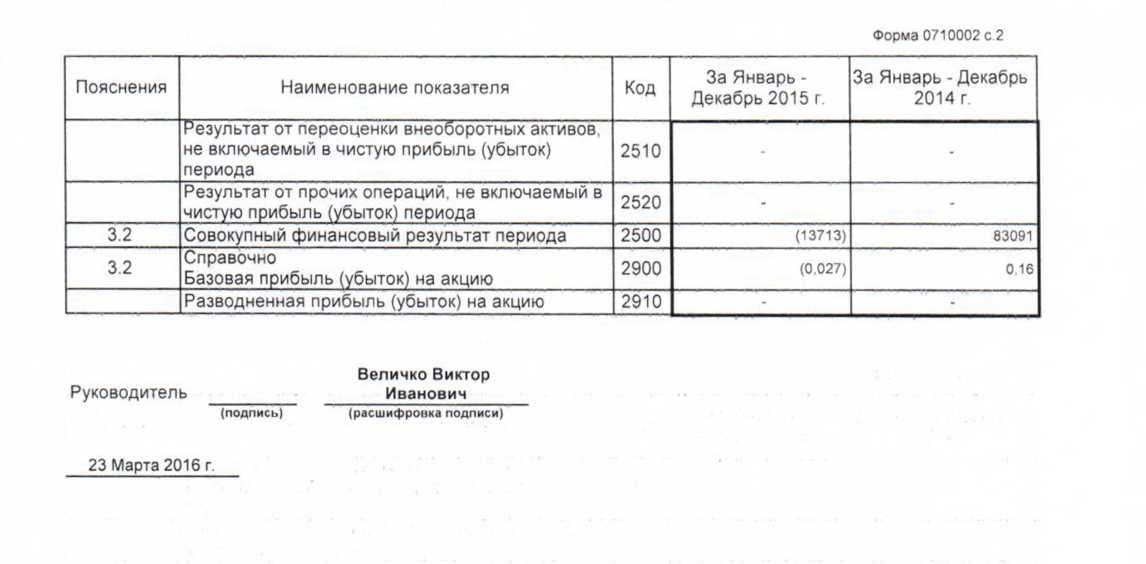 Форма 0710002 с.2
Пояснения Наименование показателя Код За Январь - Декабрь 2015 г. За Январь - Декабрь 2014 г.
Результат от переоценки внеоборотных активов,
не включаемый в чистую прибыль (убыток)
периода 2510 - -
Результат от прочих операций, не включаемый в
чистую прибыль (убыток) периода 2520 - -
3.2 Совокупный финансовый результат периода 2500 (13713) 83091
3.2 Справочно
Базовая прибыль (убыток) на акцию 2900 (0,027) 0,16
Разводненная прибыль (убыток) на акцию 2910 - -
Величко Виктор
Руководитель Иванович
(подпись) (расшифровка подписи)
23 Марта 2016 г.